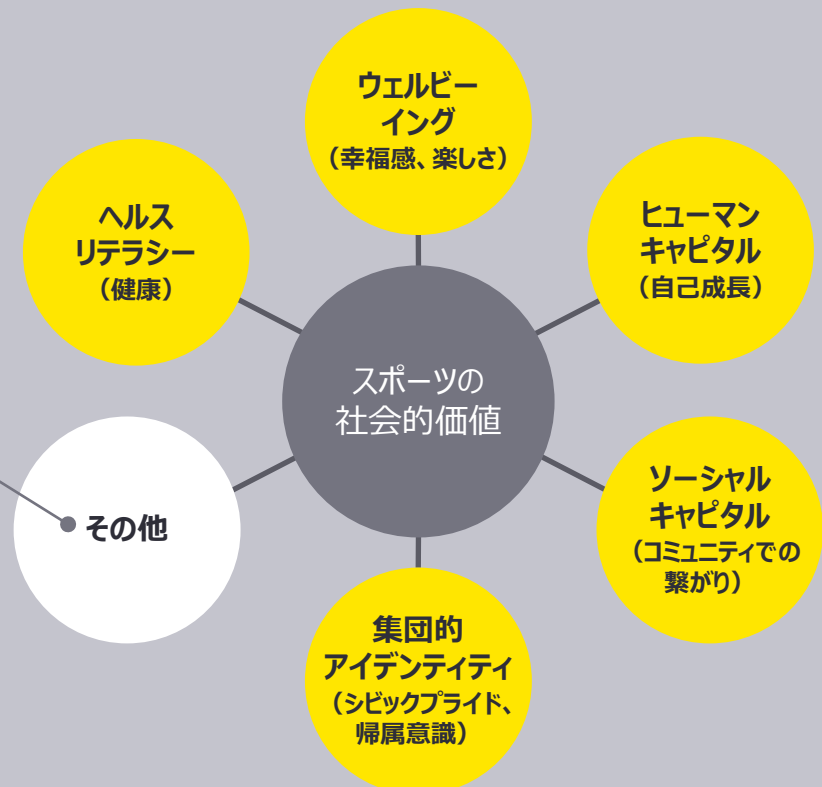 ウェルビー
イング
（幸福感、楽しさ）
ヘルス
リテラシー
（健康）
ヒューマン
キャピタル
（自己成長）
スポーツの
社会的価値
その他
ソーシャル
キャピタル
（コミュニティでの
繋がり）
集団的
アイデンティティ
（シビックプライド、
帰属意識）